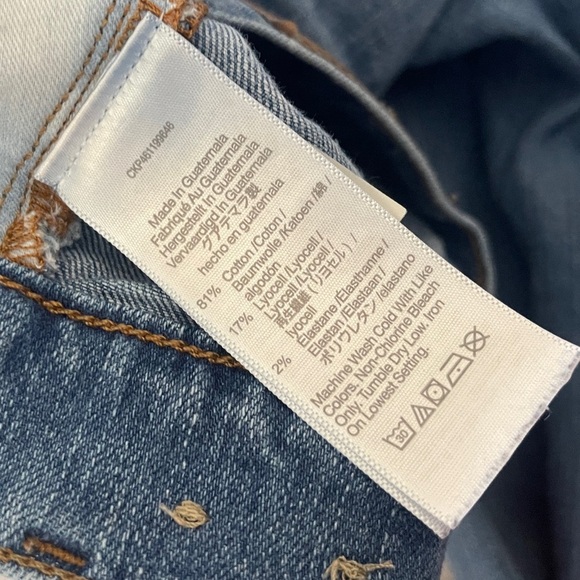 CKP461199646
Made In Guatemala
Fabriqué Au Guatemala
Hergestellt In Guatemala
Vervaardigd In Guatemala
グアテマラ製
hecho en guatemala
81% Cotton /Coton /
Baumwolle /Katoen /綿/
algodón
17% Lyocell /Lyocell/
Lyocell /Lyocell /
再生繊維 (リヨセル) /
lyocell
2% Elastane /Élasthanne /
Elastan /Elastaan /
ポリウレタン /elastano
Machine Wash Cold With Like
Colors. Non-Chlorine Bleach
Only. Tumble Dry Low. Iron
On Lowest Setting.
30